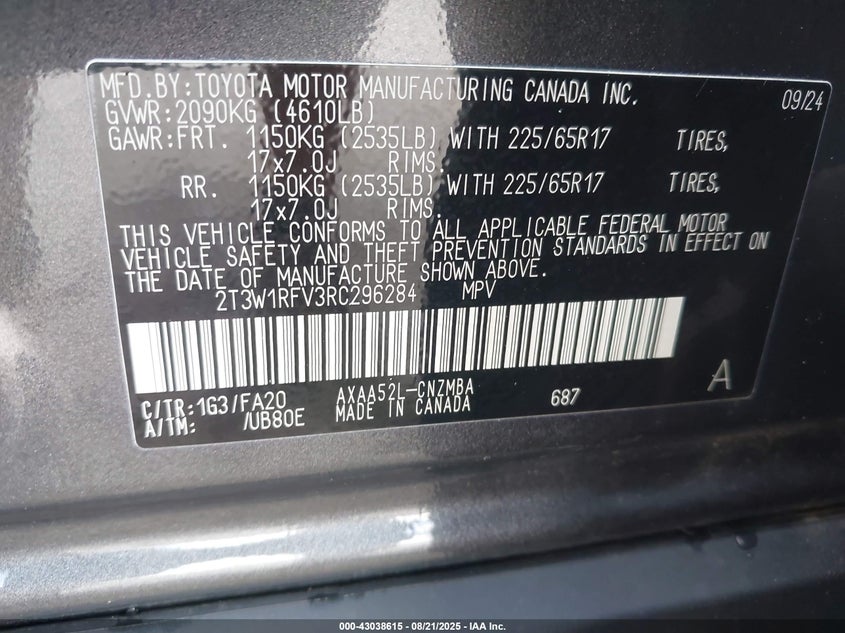 MFD.BY:TOYOTA MOTOR MANUFACTURING CANADA INC. 09/24
GVWR:2090KG (4610LB)
GAWR:FRT. 1150KG (2535LB) WITH 225/65R17 TIRES,
17x7.0J RIMS.
RR. 1150KG (2535LB) WITH 225/65R17 TIRES,
17x7.0J RIMS.
THIS VEHICLE CONFORMS TO ALL APPLICABLE FEDERAL MOTOR
VEHICLE SAFETY AND THEFT PREVENTION STANDARDS IN EFFECT ON
THE DATE OF MANUFACTURE SHOWN ABOVE.
2T3W1RFV3RC296284 MPV
C/TR:1G3/FA20 AXAA52L-CNZMBA 687 A
A/TM: /UB80E MADE IN CANADA
000-43038615 - 08/21/2025 - IAA Inc.